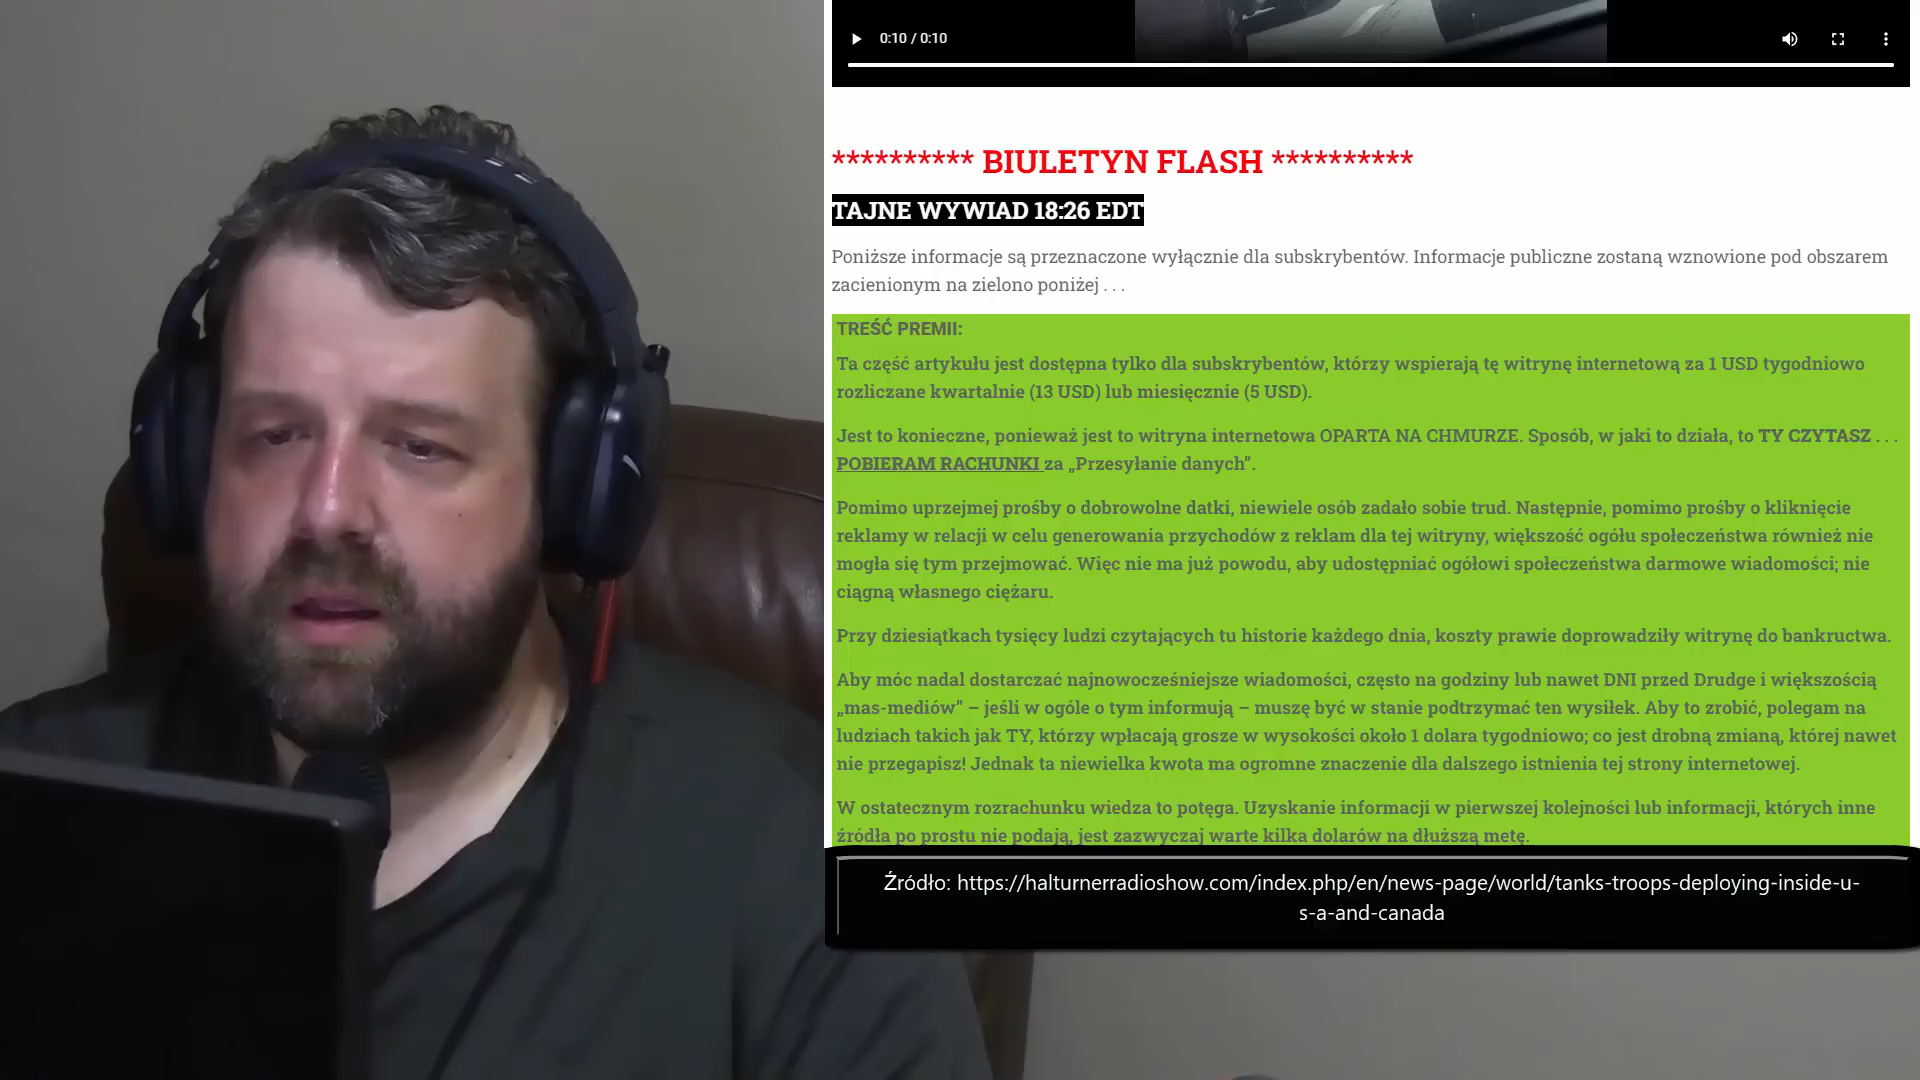 0:10 / 0:10
********** BIULETYN FLASH **********
TAJNE WYWIAD 18:26 EDT
Poniższe informacje są przeznaczone wyłącznie dla subskrybentów. Informacje publiczne zostaną wznowione pod obszarem
zacienionym na zielono poniżej . . .
TREŚĆ PREMII:
Ta część artykułu jest dostępna tylko dla subskrybentów, którzy wspierają tę witrynę internetową za 1 USD tygodniowo
rozliczane kwartalnie (13 USD) lub miesięcznie (5 USD).
Jest to konieczne, ponieważ jest to witryna internetowa OPARTA NA CHMURZE. Sposób, w jaki to działa, to TY CZYTASZ . . .
POBIERAM RACHUNKI za „Przesyłanie danych”.
Pomimo uprzejmej prośby o dobrowolne datki, niewiele osób zadało sobie trud. Następnie, pomimo prośby o kliknięcie
reklamy w relacji w celu generowania przychodów z reklam dla tej witryny, większość ogółu społeczeństwa również nie
mogła się tym przejmować. Więc nie ma już powodu, aby udostępniać ogółowi społeczeństwa darmowe wiadomości; nie
ciągną własnego ciężaru.
Przy dziesiątkach tysięcy ludzi czytających tu historie każdego dnia, koszty prawie doprowadziły witrynę do bankructwa.
Aby móc nadal dostarczać najnowocześniejsze wiadomości, często na godziny lub nawet DNI przed Drudge i większością
„mas-mediów” – jeśli w ogóle o tym informują – muszę być w stanie podtrzymać ten wysiłek. Aby to zrobić, polegam na
ludziach takich jak TY, którzy wpłacają grosze w wysokości około 1 dolara tygodniowo; co jest drobną zmianą, której nawet
nie przegapisz! Jednak ta niewielka kwota ma ogromne znaczenie dla dalszego istnienia tej strony internetowej.
W ostatecznym rozrachunku wiedza to potęga. Uzyskanie informacji w pierwszej kolejności lub informacji, których inne
źródła po prostu nie podają, jest zazwyczaj warte kilka dolarów na dłuższą metę.
Źródło: https://halturnerradioshow.com/index.php/en/news-page/world/tanks-troops-deploying-inside-u-
s-a-and-canada